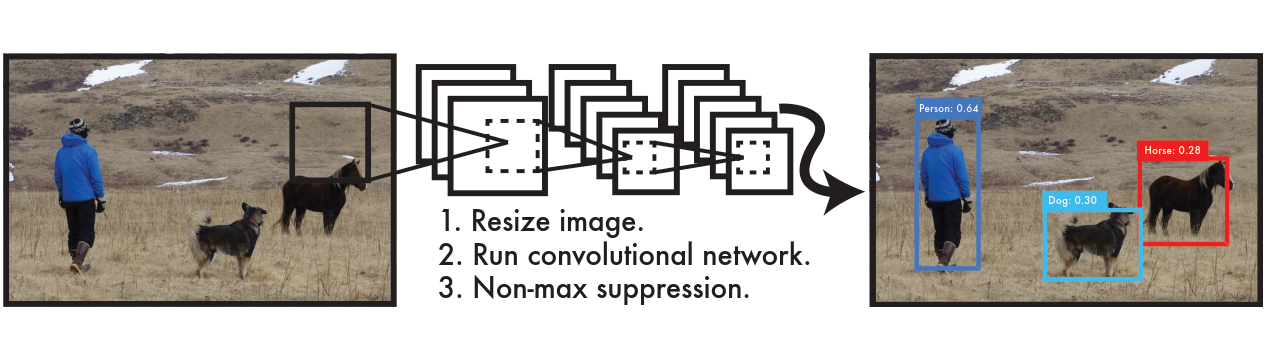 1. Resize image.
2. Run convolutional network.
3. Non-max suppression.
Person: 0.64
Horse: 0.28
Dog: 0.30